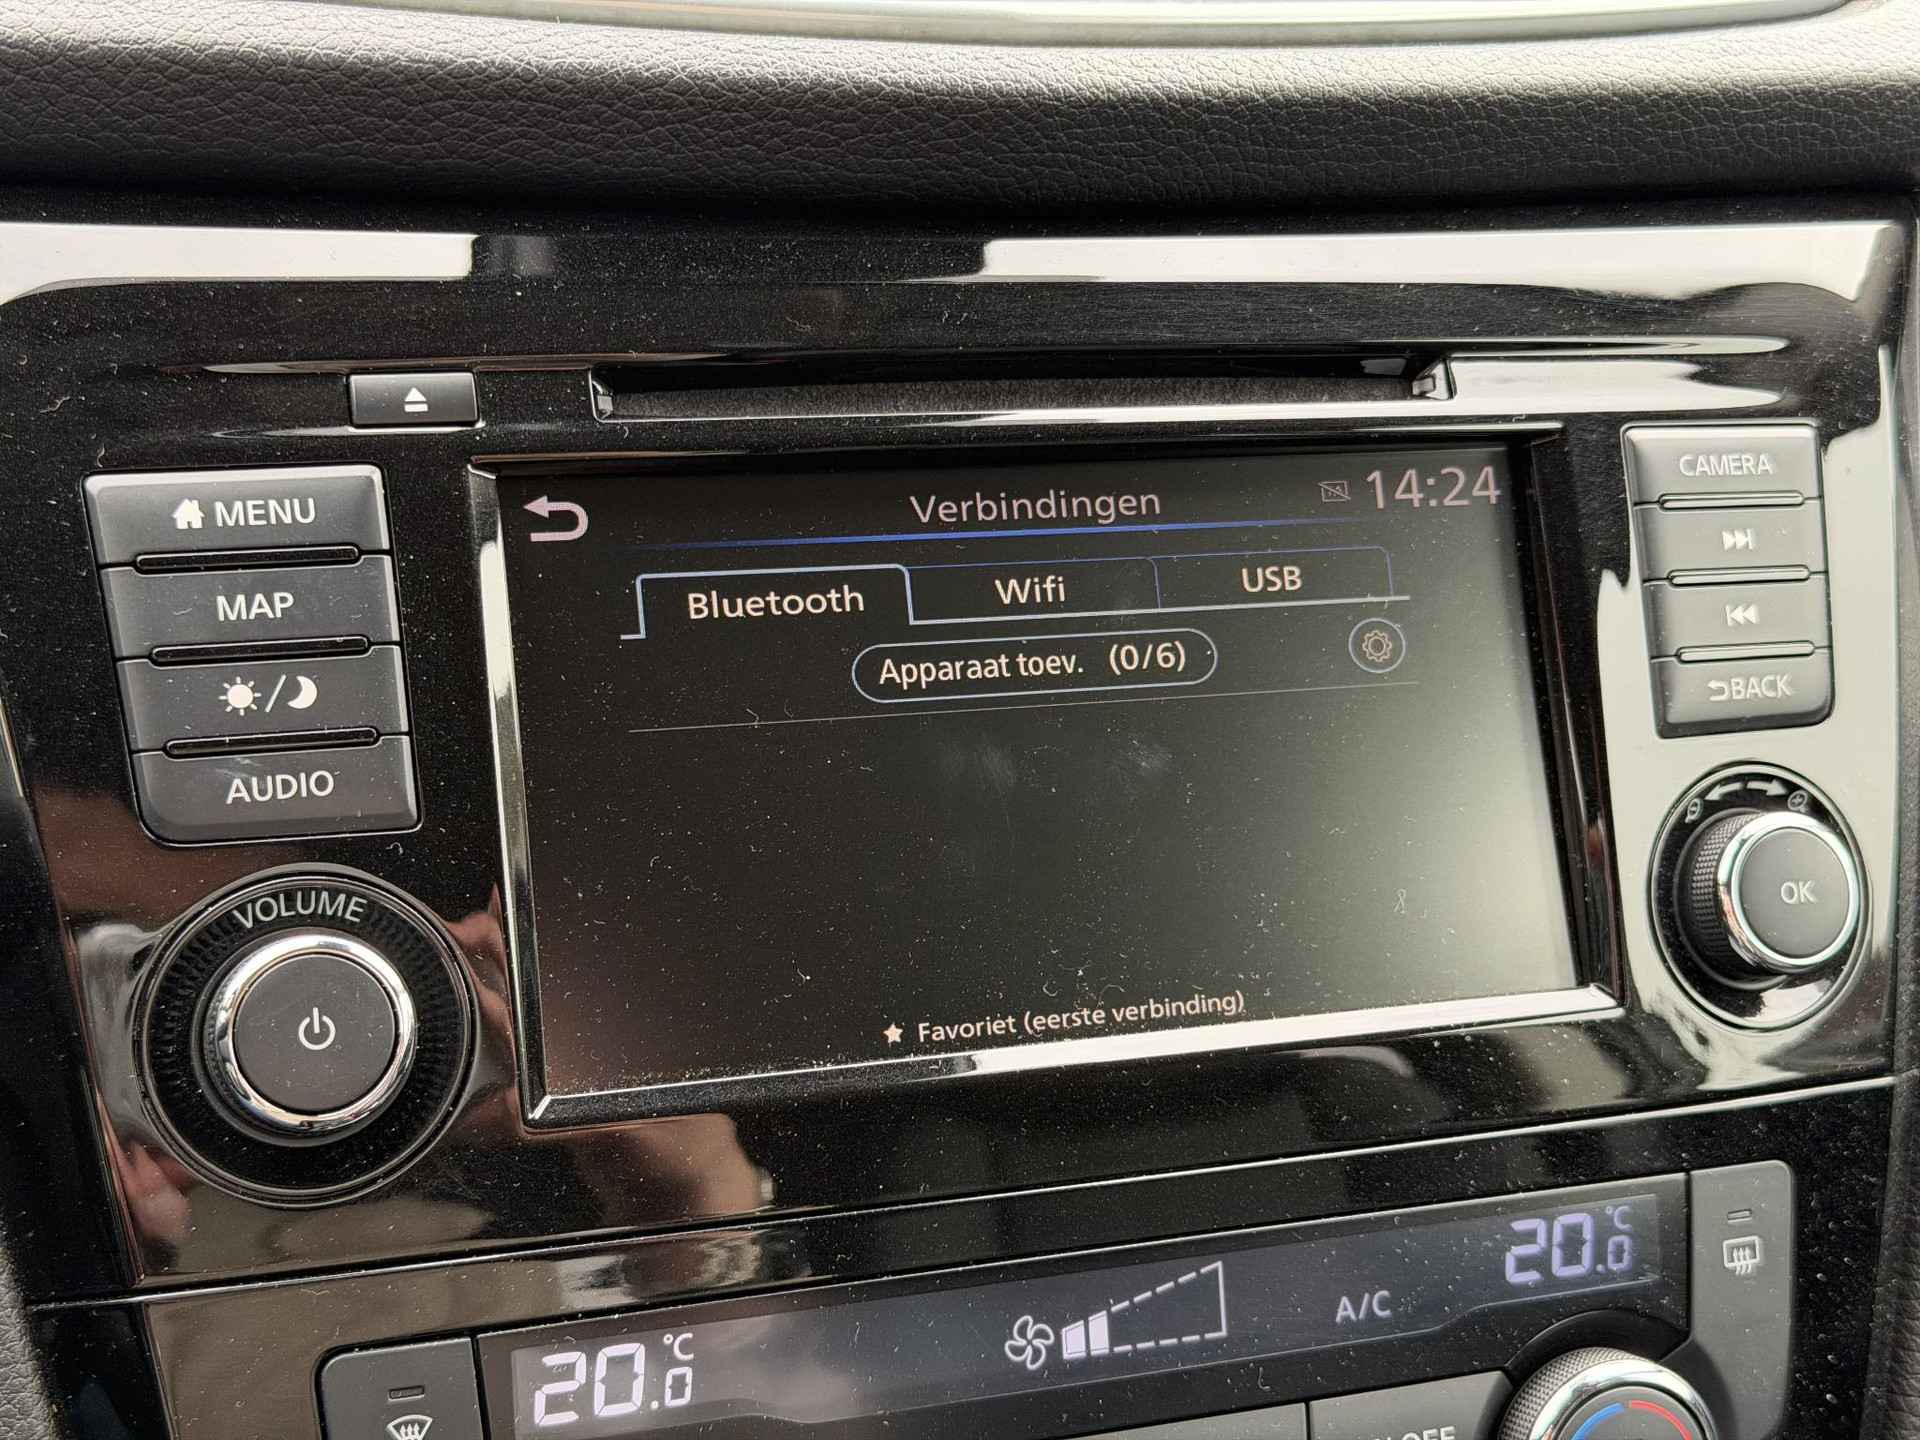 MENU
MAP
AUDIO
VOLUME
Verbindingen
14:24
Bluetooth
Wifi
USB
Apparaat toev. (0/6)
Favoriet (eerste verbinding)
CAMERA
BACK
OK
20.0 °C
A/C
20.0 °C